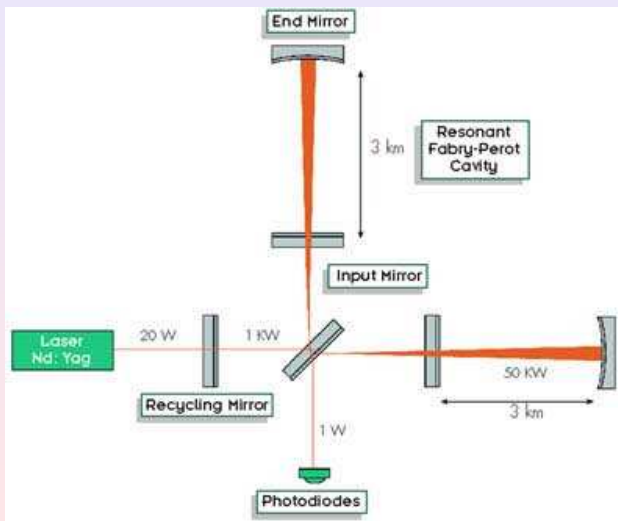 End Mirror
3 km
Resonant
Fabry-Perot
Cavity
Input Mirror
Laser
Nd: Yag
20 W
1 KW
Recycling Mirror
50 KW
3 km
1 W
Photodiodes